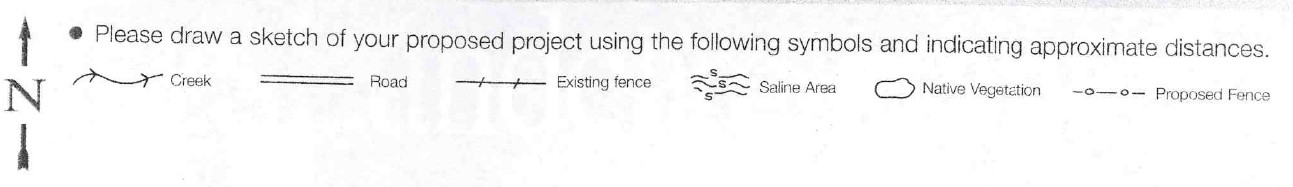 • Please draw a sketch of your proposed project using the following symbols and indicating approximate distances.
N
Creek Road Existing fence S S S Saline Area Native Vegetation Proposed Fence